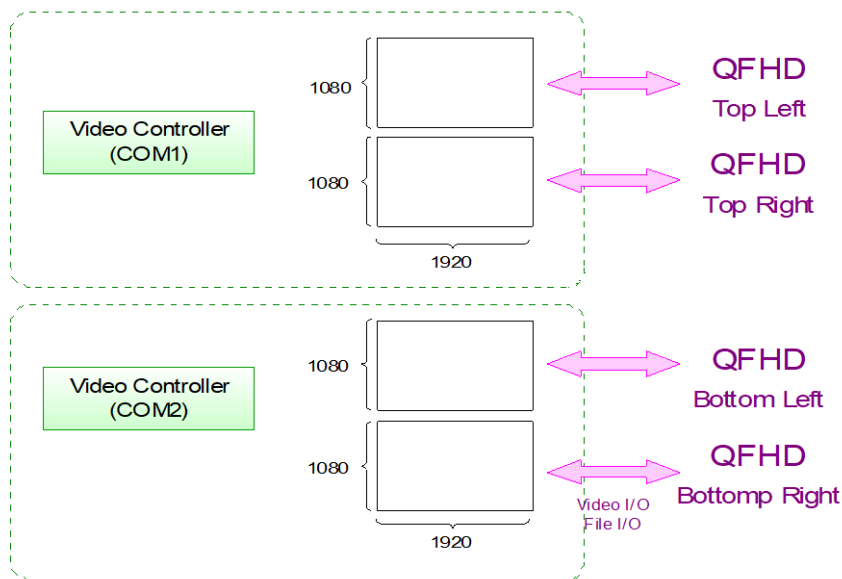 1080
QFHD
Top Left
Video Controller
(COM1)
1080
QFHD
Top Right
1920
1080
QFHD
Bottom Left
Video Controller
(COM2)
1080
QFHD
Bottomp Right
Video I/O
File I/O
1920